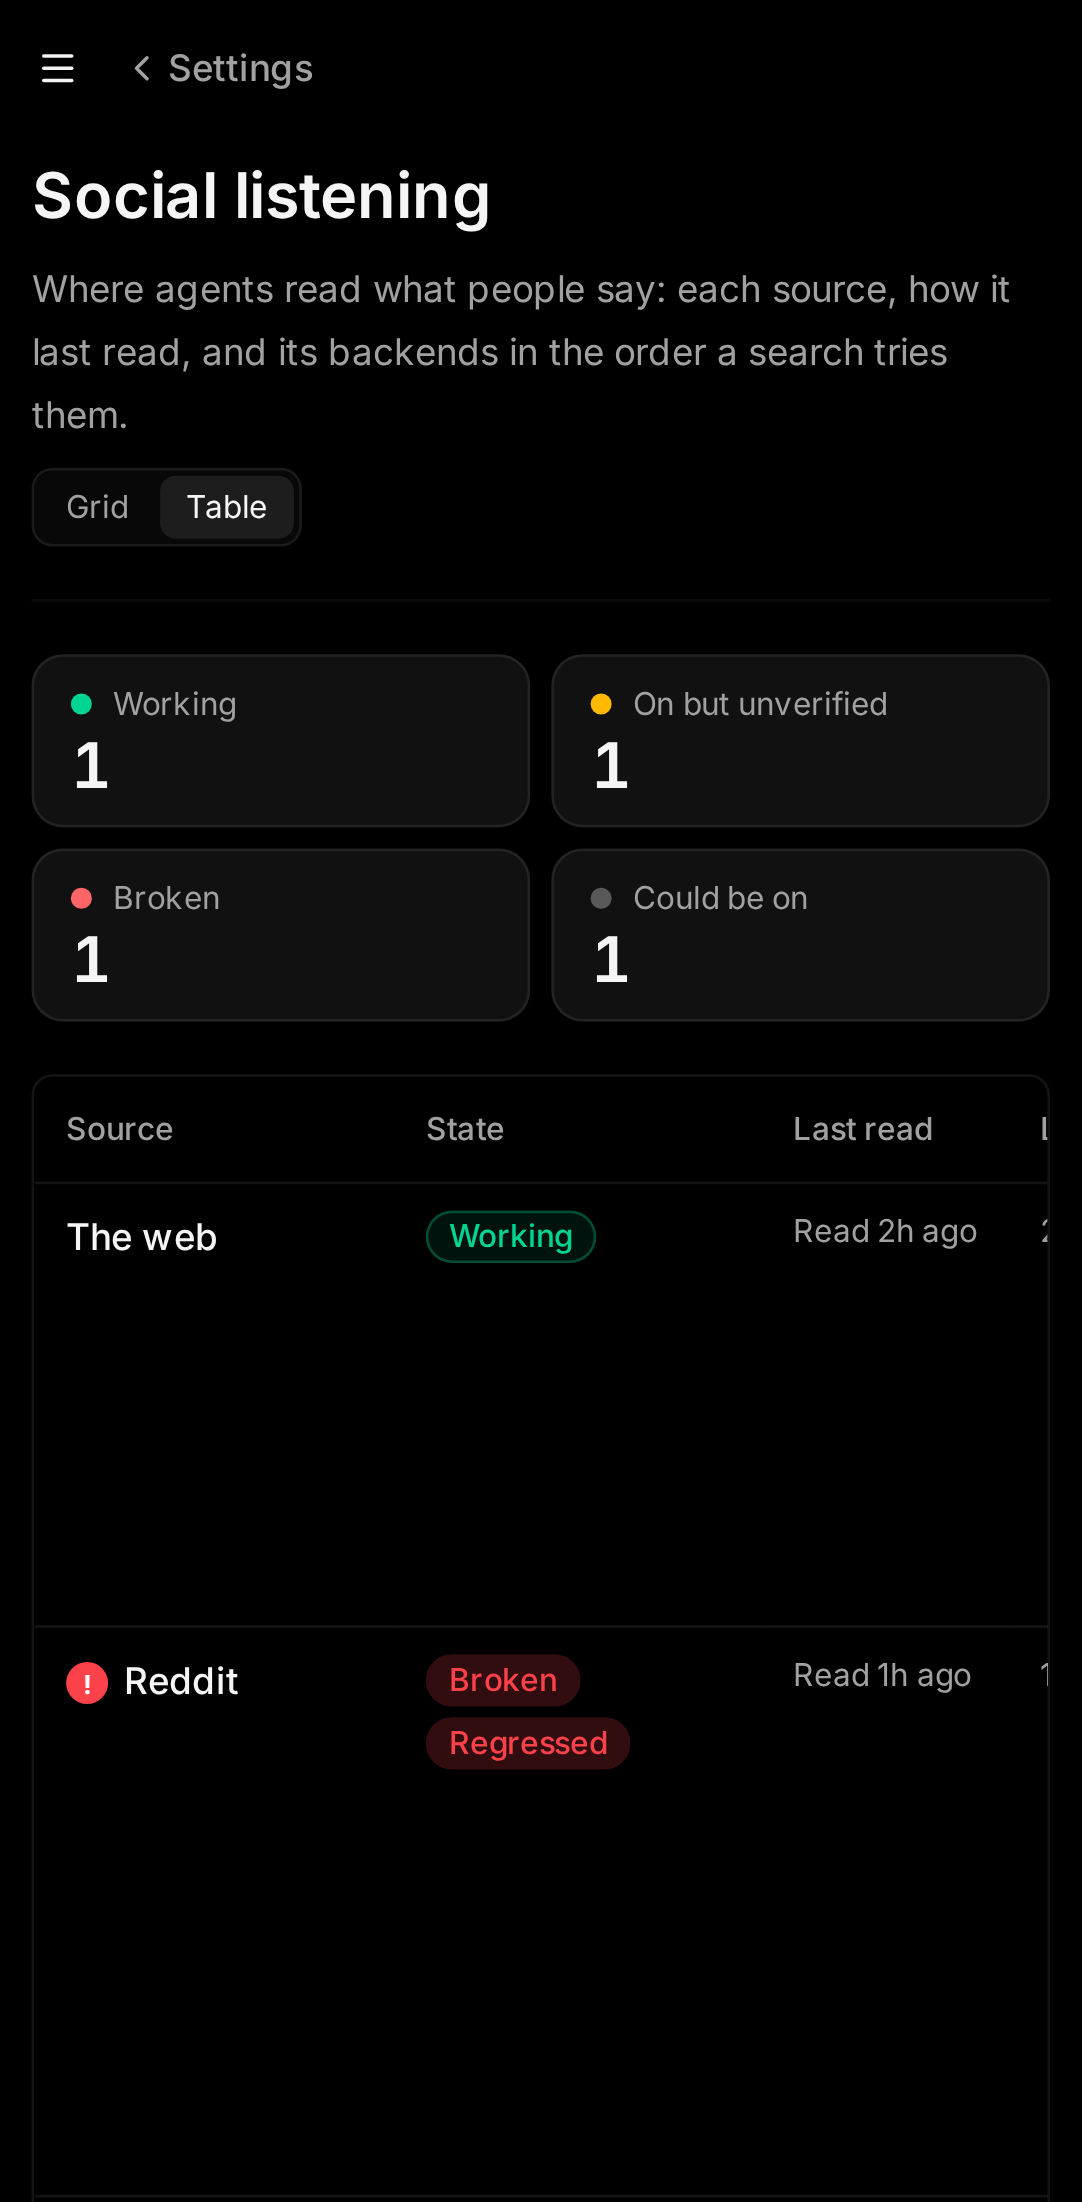 Settings
Social listening
Where agents read what people say: each source, how it
last read, and its backends in the order a search tries
them.
Grid Table
Working
1
On but unverified
1
Broken
1
Could be on
1
Source State Last read
The web Working Read 2h ago
! Reddit Broken Read 1h ago
Regressed